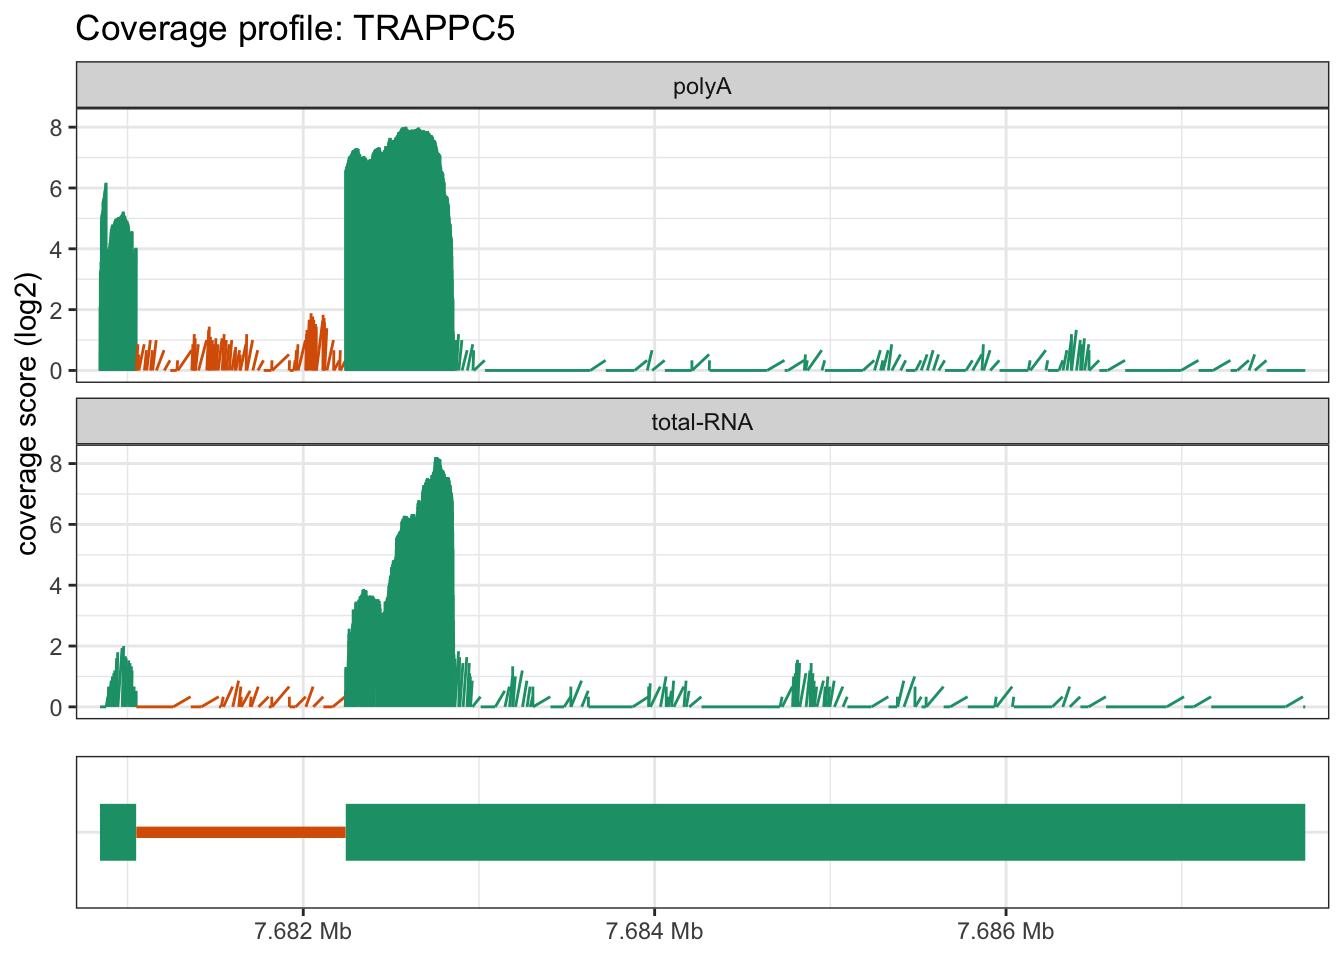 Coverage profile: TRAPPC5
polyA
8
6
4
2
0
total-RNA
8
6
4
2
0
coverage score (log2)
7.682 Mb
7.684 Mb
7.686 Mb